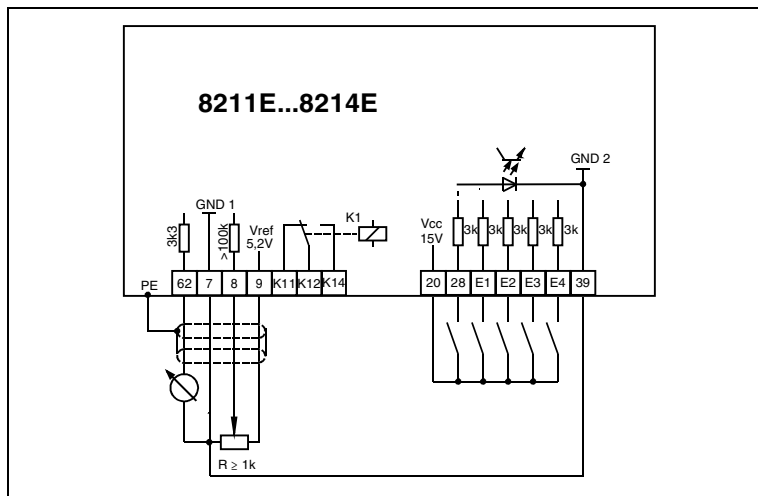 8211E...8214E
GND 2
GND 1
K1
3k3
>100k
Vref
5,2V
Vcc
15V
3k
3k
3k
3k
3k
PE
62
7
8
9
K11
K12
K14
20
28
E1
E2
E3
E4
39
R ≥ 1k